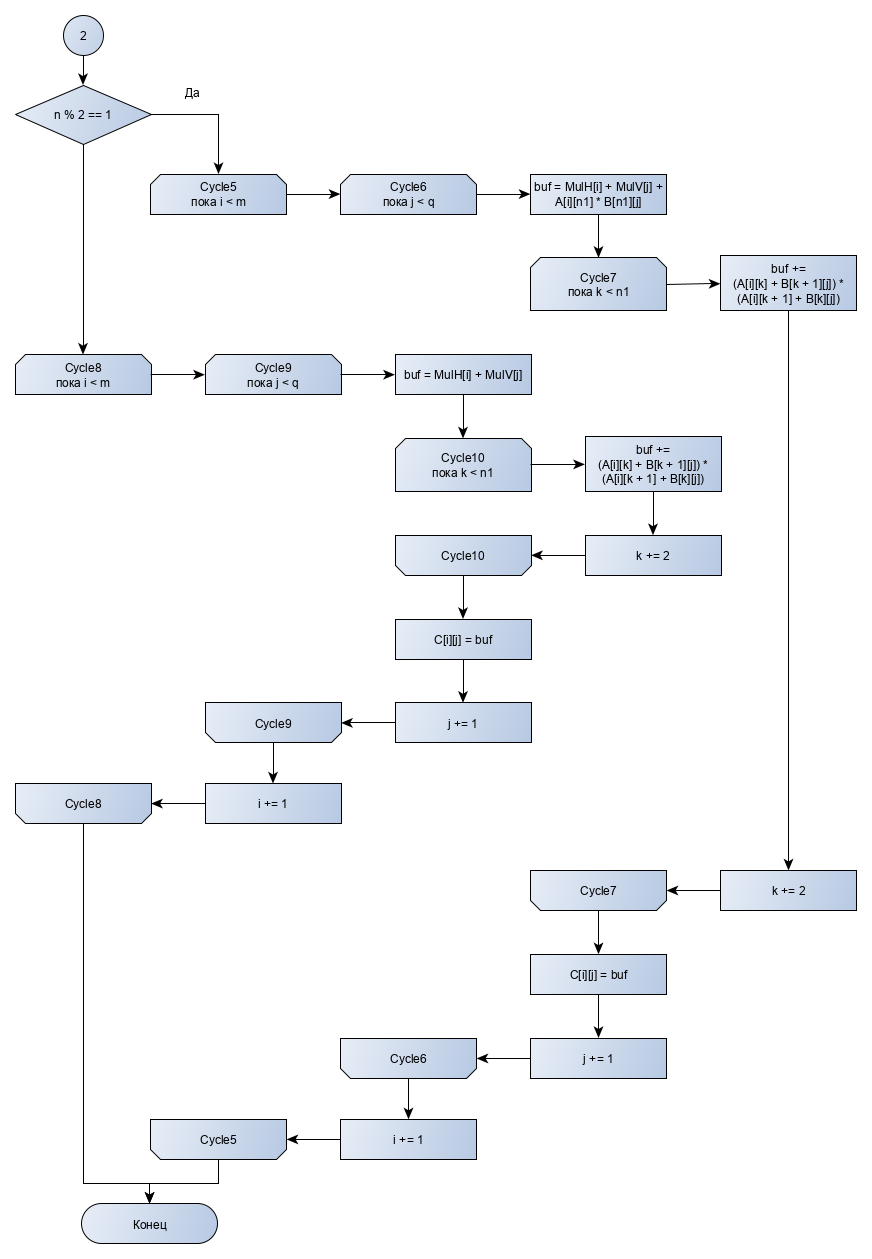 2
Да
n % 2 == 1
Cycle5
пока i < m
Cycle6
пока j < q
buf = MulH[i] + MulV[j] +
A[i][n1] * B[n1][j]
Cycle7
пока k < n1
buf +=
(A[i][k] + B[k + 1][j]) *
(A[i][k + 1] + B[k][j])
Cycle8
пока i < m
Cycle9
пока j < q
buf = MulH[i] + MulV[j]
Cycle10
пока k < n1
buf +=
(A[i][k] + B[k + 1][j]) *
(A[i][k + 1] + B[k][j])
Cycle10
k += 2
C[i][j] = buf
Cycle9
j += 1
Cycle8
i += 1
Cycle7
k += 2
C[i][j] = buf
Cycle6
j += 1
Cycle5
i += 1
Конец